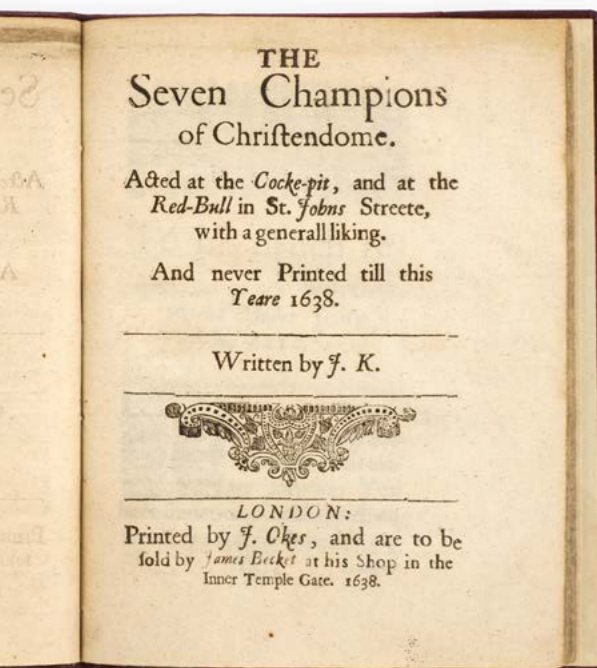 THE
Seven Champions
of Chriſtendome.
Acted at the Cocke-pit, and at the
Red-Bull in St. Johns Streete,
with a generall liking.
And never Printed till this
Yeare 1638.
Written by J. K.
LONDON:
Printed by J. Okes, and are to be
ſold by James Becket at his Shop in the
Inner Temple Gate. 1638.